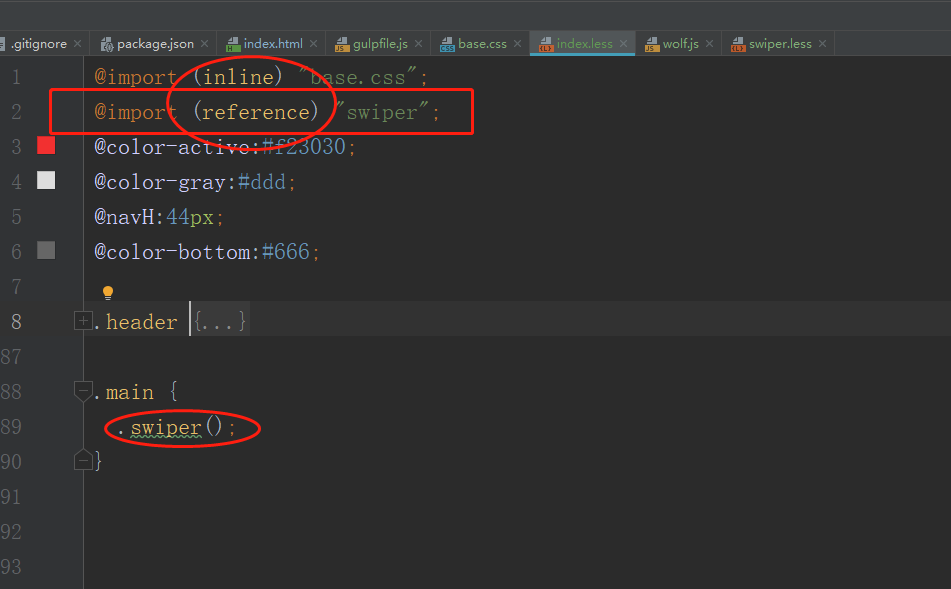 .gitignore package.json index.html gulpfile.js base.css index.less wolf.js swiper.less
1 @import (inline) "base.css";
2 @import (reference) "swiper";
3 @color-active:#f23030;
4 @color-gray:#ddd;
5 @navH:44px;
6 @color-bottom:#666;
7
8 .header {...}
87
88 .main {
89 .swiper();
90 }
91
92
93